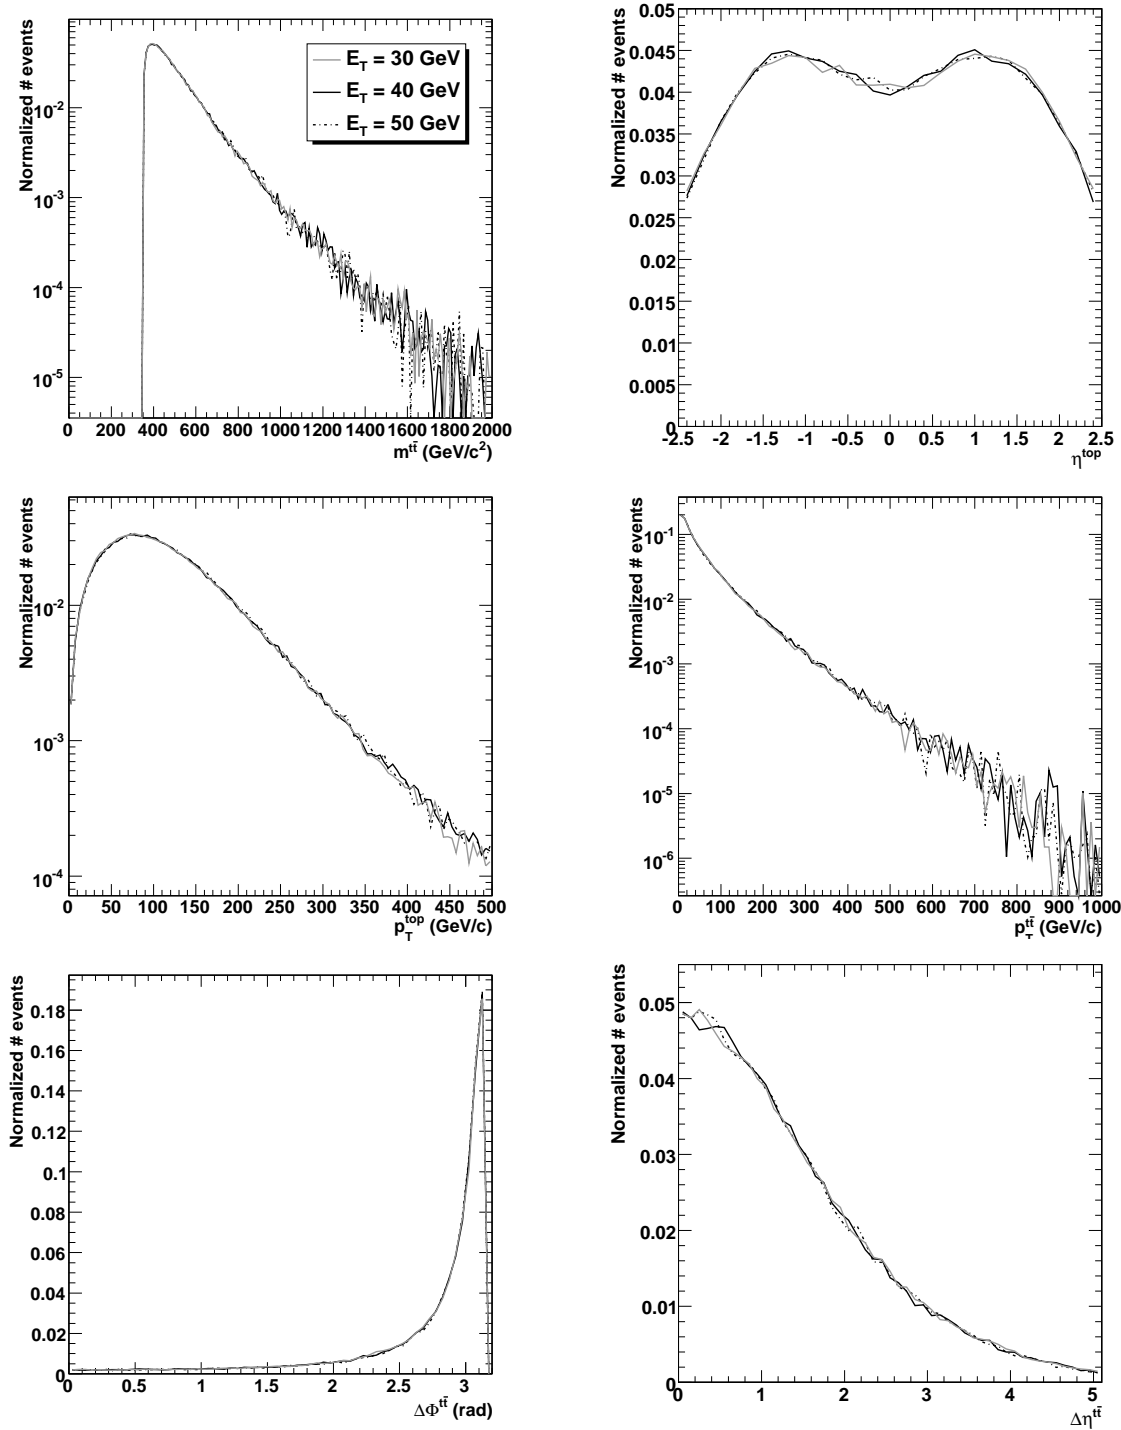 Normalized # events
10⁻²
10⁻³
10⁻⁴
10⁻⁵
E_T = 30 GeV
E_T = 40 GeV
E_T = 50 GeV
0 200 400 600 800 1000 1200 1400 1600 1800 2000
m^{tt̄} (GeV/c²)
Normalized # events
0.05
0.045
0.04
0.035
0.03
0.025
0.02
0.015
0.01
0.005
0
-2.5 -2 -1.5 -1 -0.5 0 0.5 1 1.5 2 2.5
η^{top}
Normalized # events
10⁻²
10⁻³
10⁻⁴
0 50 100 150 200 250 300 350 400 450 500
p_T^{top} (GeV/c)
Normalized # events
10⁻¹
10⁻²
10⁻³
10⁻⁴
10⁻⁵
10⁻⁶
0 100 200 300 400 500 600 700 800 900 1000
p_T^{tt̄} (GeV/c)
Normalized # events
0.18
0.16
0.14
0.12
0.1
0.08
0.06
0.04
0.02
0
0 0.5 1 1.5 2 2.5 3
ΔΦ^{tt̄} (rad)
Normalized # events
0.05
0.04
0.03
0.02
0.01
0
0 1 2 3 4 5
Δη^{tt̄}